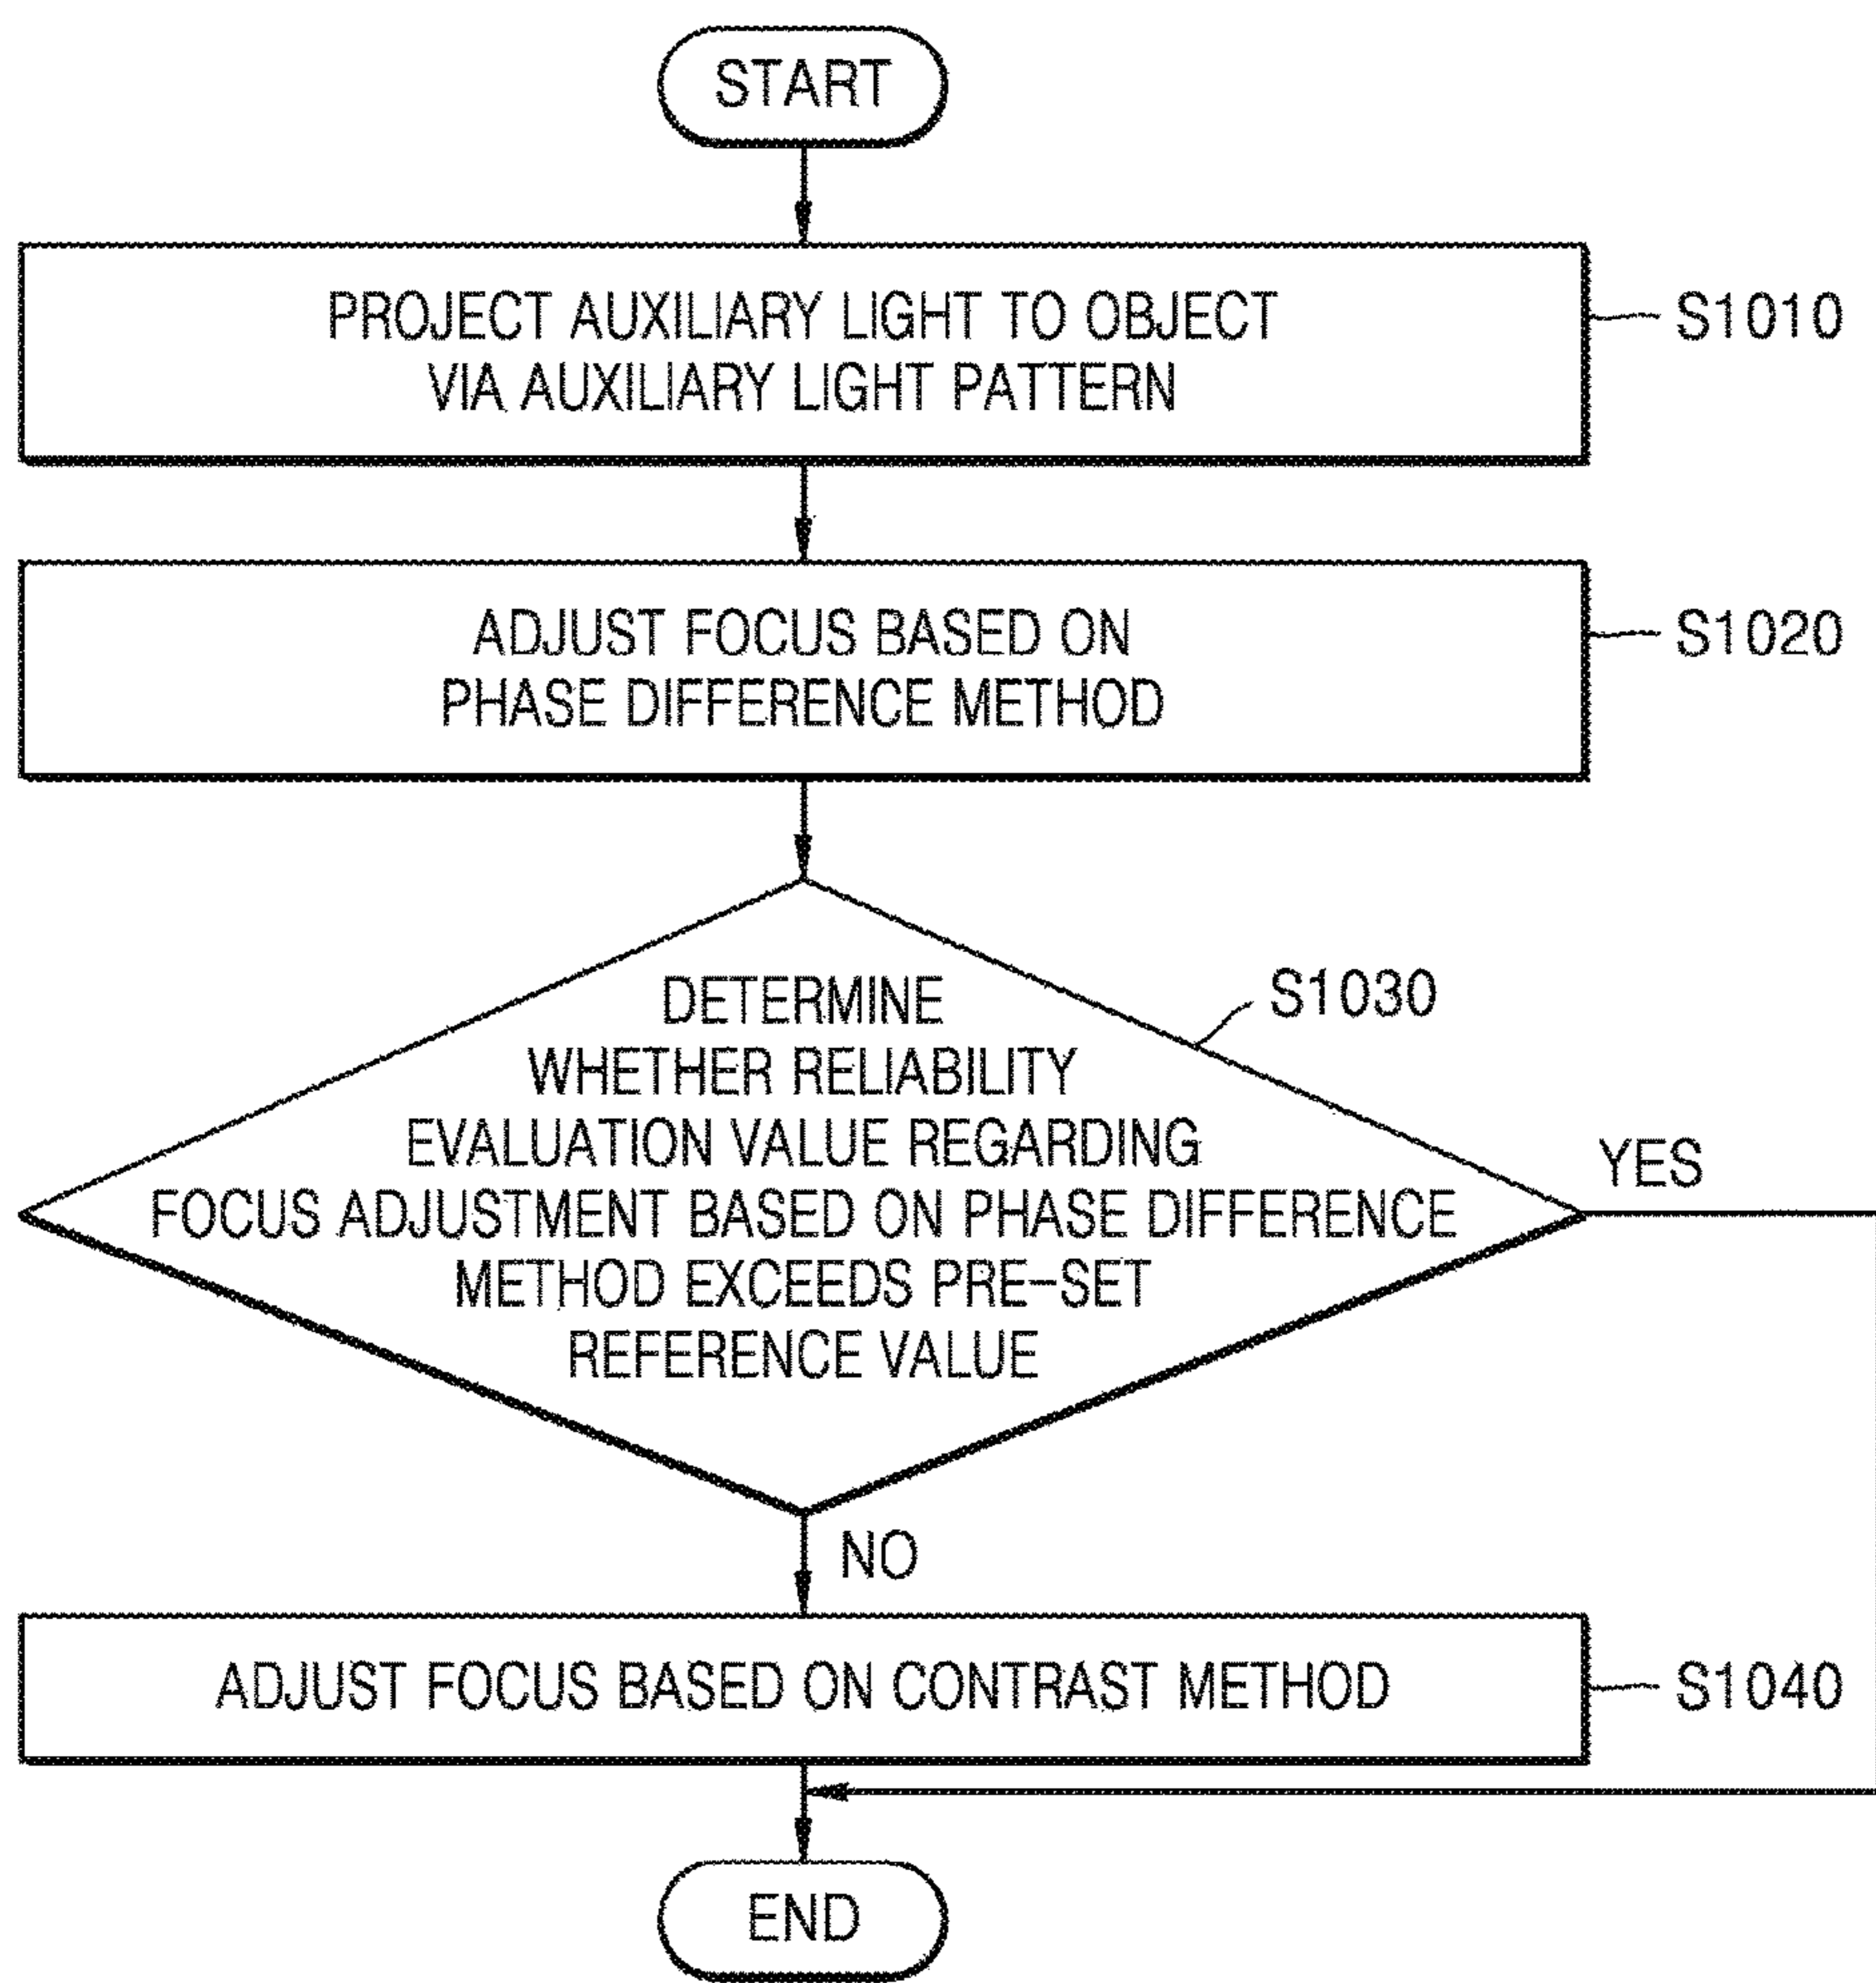 START
PROJECT AUXILIARY LIGHT TO OBJECT
VIA AUXILIARY LIGHT PATTERN
S1010
ADJUST FOCUS BASED ON
PHASE DIFFERENCE METHOD
S1020
DETERMINE
WHETHER RELIABILITY
EVALUATION VALUE REGARDING
FOCUS ADJUSTMENT BASED ON PHASE DIFFERENCE
METHOD EXCEEDS PRE-SET
REFERENCE VALUE
S1030
YES
NO
ADJUST FOCUS BASED ON CONTRAST METHOD
S1040
END